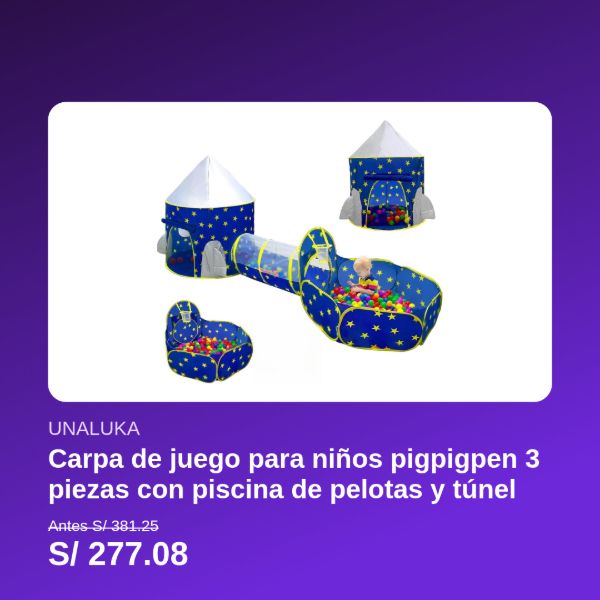 UNALUKA
Carpa de juego para niños pigpigpen 3
piezas con piscina de pelotas y túnel
Antes S/ 381.25
S/ 277.08